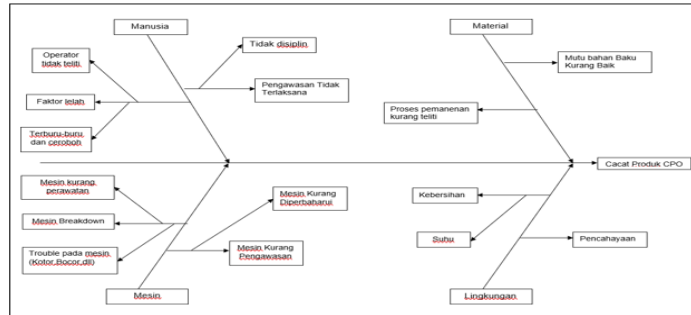 Manusia
Material
Operator
tidak teliti
Tidak disiplin
Mutu bahan Baku
Kurang Baik
Faktor lelah
Pengawasan Tidak
Terlaksana
Proses pemanenan
kurang teliti
Terburu-buru
dan ceroboh
Cacat Produk CPO
Mesin kurang
perawatan
Mesin Kurang
Diperbaharui
Kebersihan
Mesin Breakdown
Suhu
Pencahayaan
Trouble pada mesin
(Kotor,Bocor,dll)
Mesin Kurang
Pengawasan
Mesin
Lingkungan